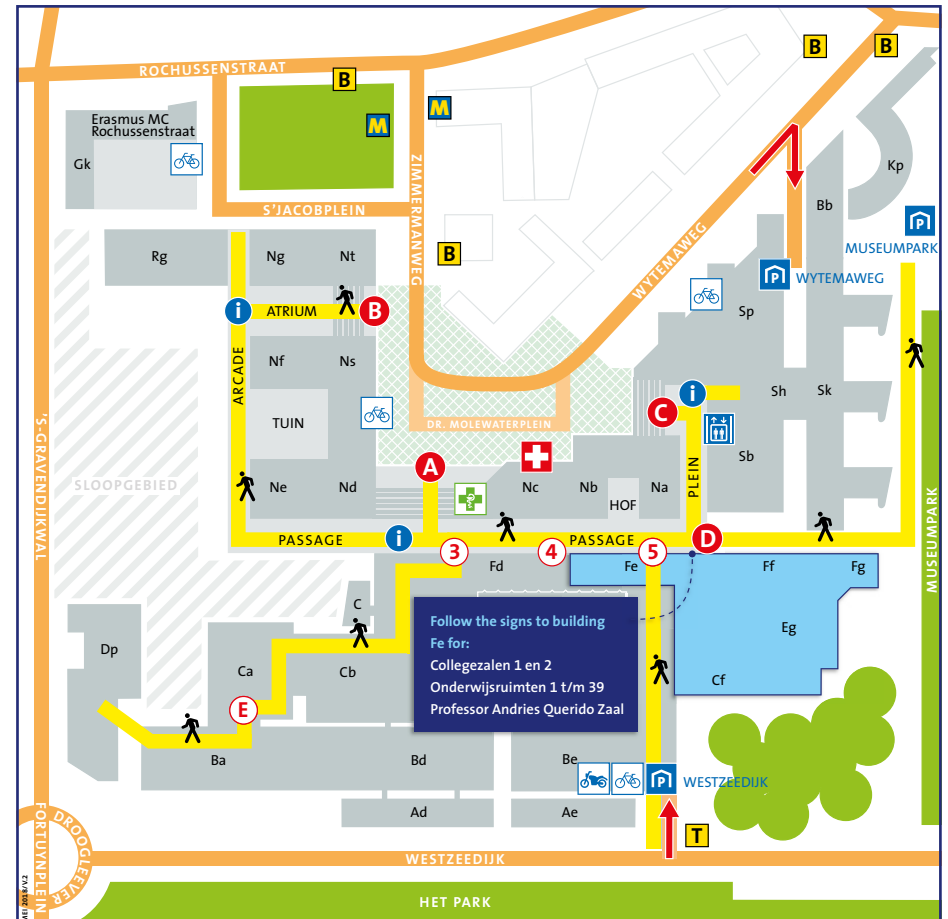 B
B
ROCHUSSENSTRAAT
B
M
M
Erasmus MC
Rochussenstraat
Gk
Kp
ZIMMERMANWEG
Bb
S'JACOBPLEIN
P
MUSEUMPARK
Rg
Ng
Nt
B
WYTEMAWEG
P
WYTEMAWEG
i
ATRIUM
B
Sp
ARCADE
Nf
Ns
TUIN
i
Sh
Sk
C
DR. MOLEWATERPLEIN
'S-GRAVENDIJKWAL
SLOOPGEBIED
A
Sb
PLEIN
Ne
Nd
Nc
Nb
Na
HOF
PASSAGE
i
PASSAGE
D
3
4
5
Fd
Fe
Ff
Fg
MUSEUMPARK
C
Follow the signs to building
Fe for:
Collegezalen 1 en 2
Onderwijsruimten 1 t/m 39
Professor Andries Querido Zaal
Eg
Dp
Ca
Cb
Cf
E
Ba
Bd
Be
P
WESTZEEDIJK
Ad
Ae
T
DROOGLEEVER
FORTUYNPLEIN
WESTZEEDIJK
HET PARK
MEI 2018/V.2